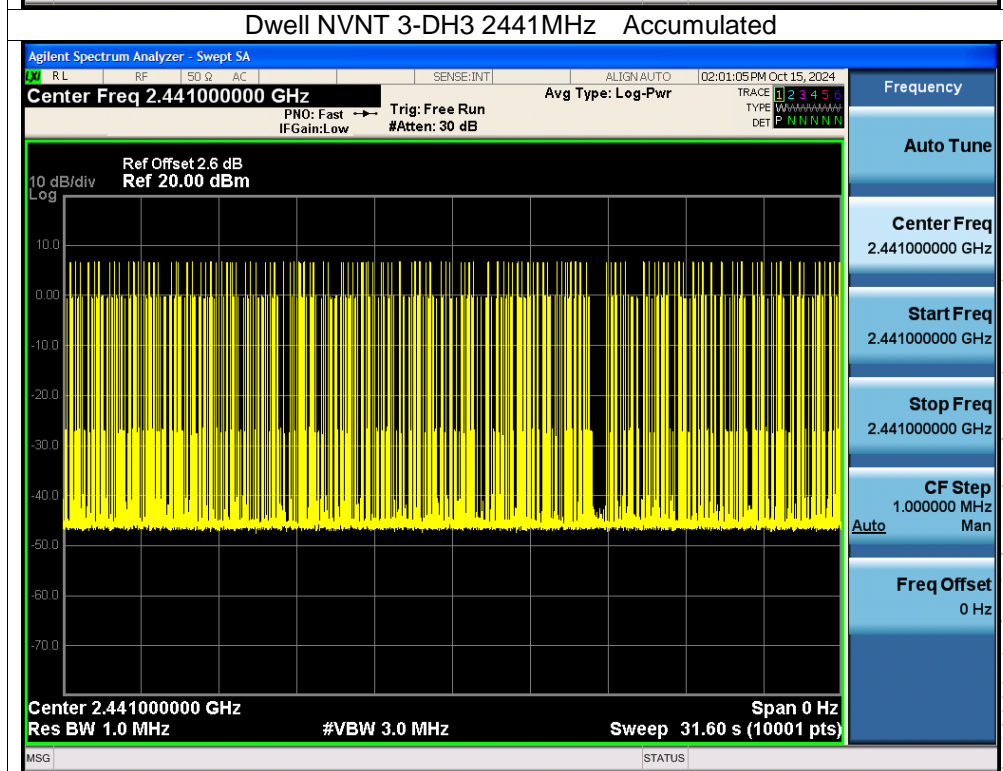 Dwell NVNT 3-DH3 2441MHz Accumulated
Agilent Spectrum Analyzer - Swept SA
LXI RL RF 50 Ω AC SENSE:INT ALIGN AUTO 02:01:05 PM Oct 15, 2024
Center Freq 2.441000000 GHz
PNO: Fast
IFGain:Low
Trig: Free Run
#Atten: 30 dB
Avg Type: Log-Pwr
TRACE 1 2 3 4 5 6
TYPE WWWWWW
DET P N N N N N
Ref Offset 2.6 dB
10 dB/div Ref 20.00 dBm
Log
10.0
0.00
-10.0
-20.0
-30.0
-40.0
-50.0
-60.0
-70.0
Center 2.441000000 GHz Span 0 Hz
Res BW 1.0 MHz #VBW 3.0 MHz Sweep 31.60 s (10001 pts)
MSG STATUS
Frequency
Auto Tune
Center Freq
2.441000000 GHz
Start Freq
2.441000000 GHz
Stop Freq
2.441000000 GHz
CF Step
1.000000 MHz
Auto Man
Freq Offset
0 Hz